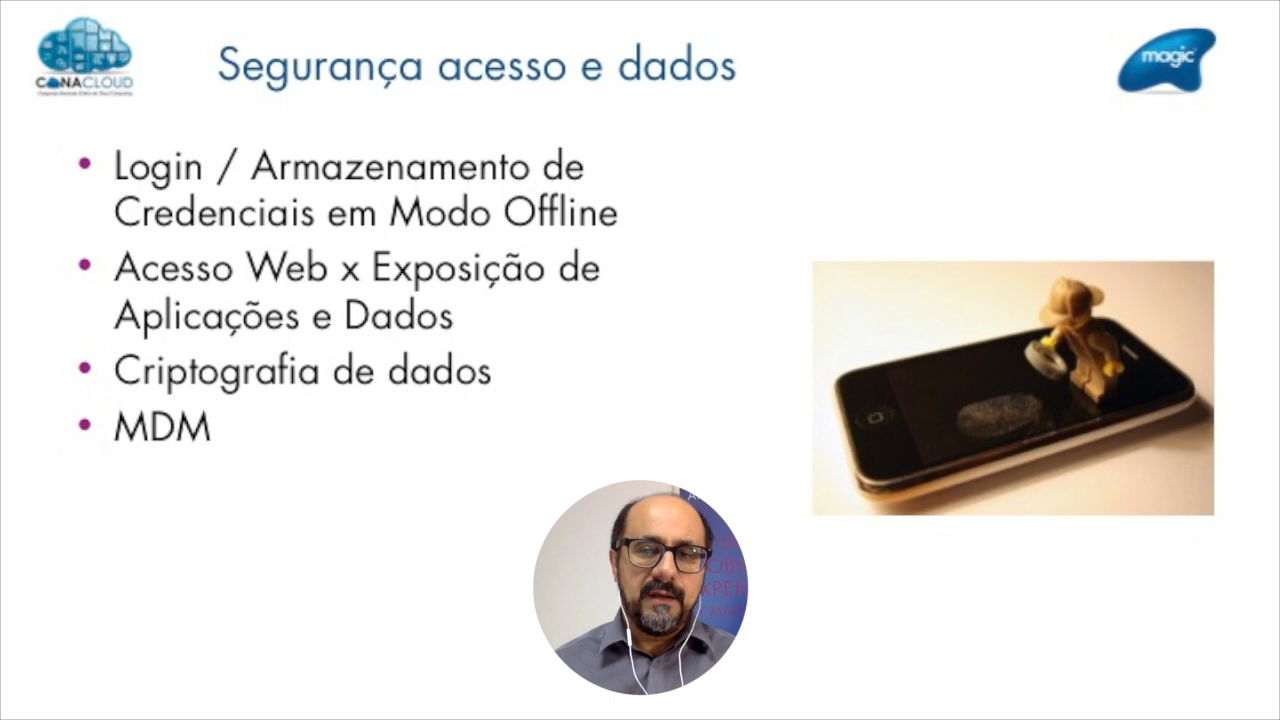 CONACLOUD
Segurança acesso e dados
magic
• Login / Armazenamento de
Credenciais em Modo Offline
• Acesso Web x Exposição de
Aplicações e Dados
• Criptografia de dados
• MDM